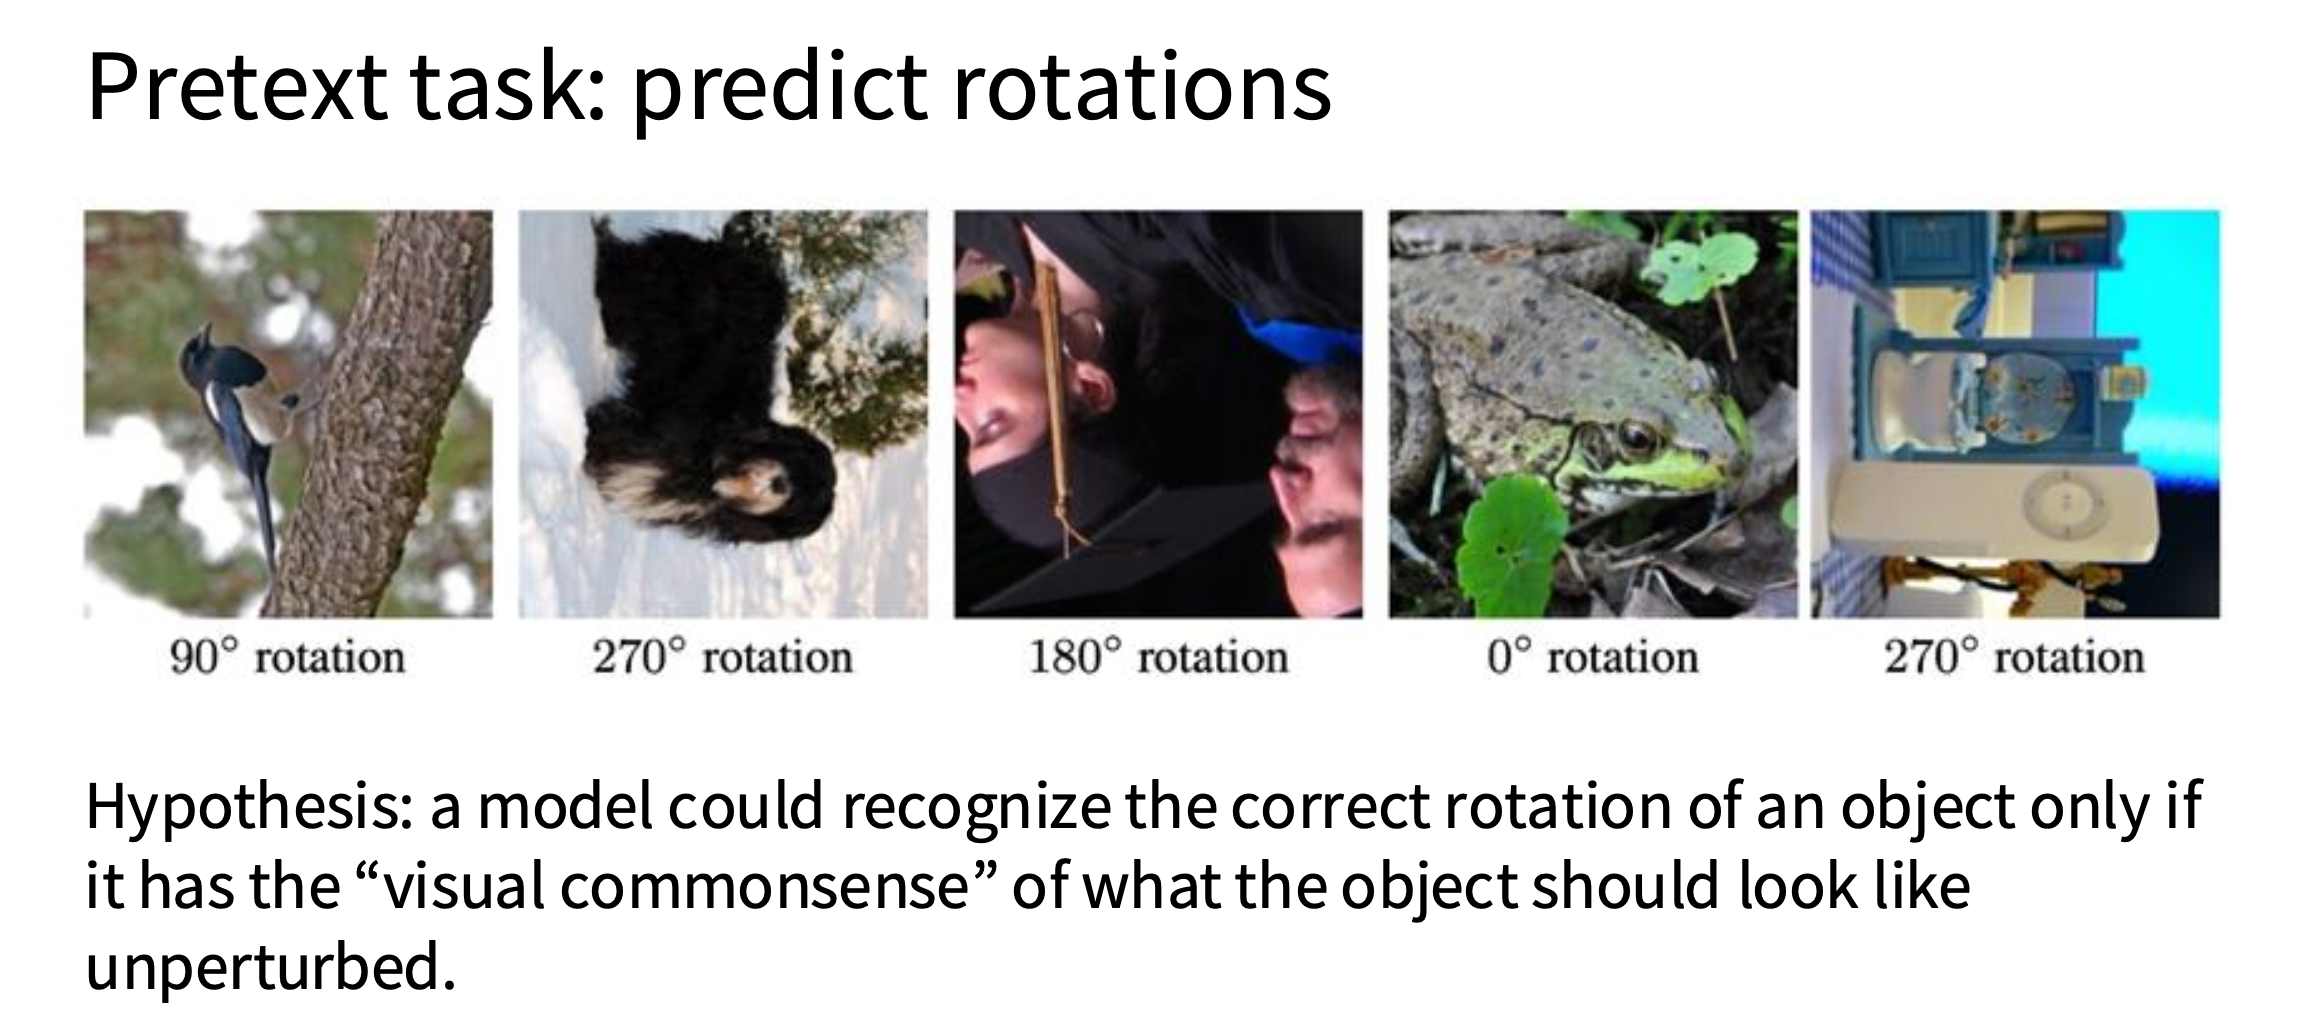 Pretext task: predict rotations
90° rotation
270° rotation
180° rotation
0° rotation
270° rotation
Hypothesis: a model could recognize the correct rotation of an object only if
it has the “visual commonsense” of what the object should look like
unperturbed.